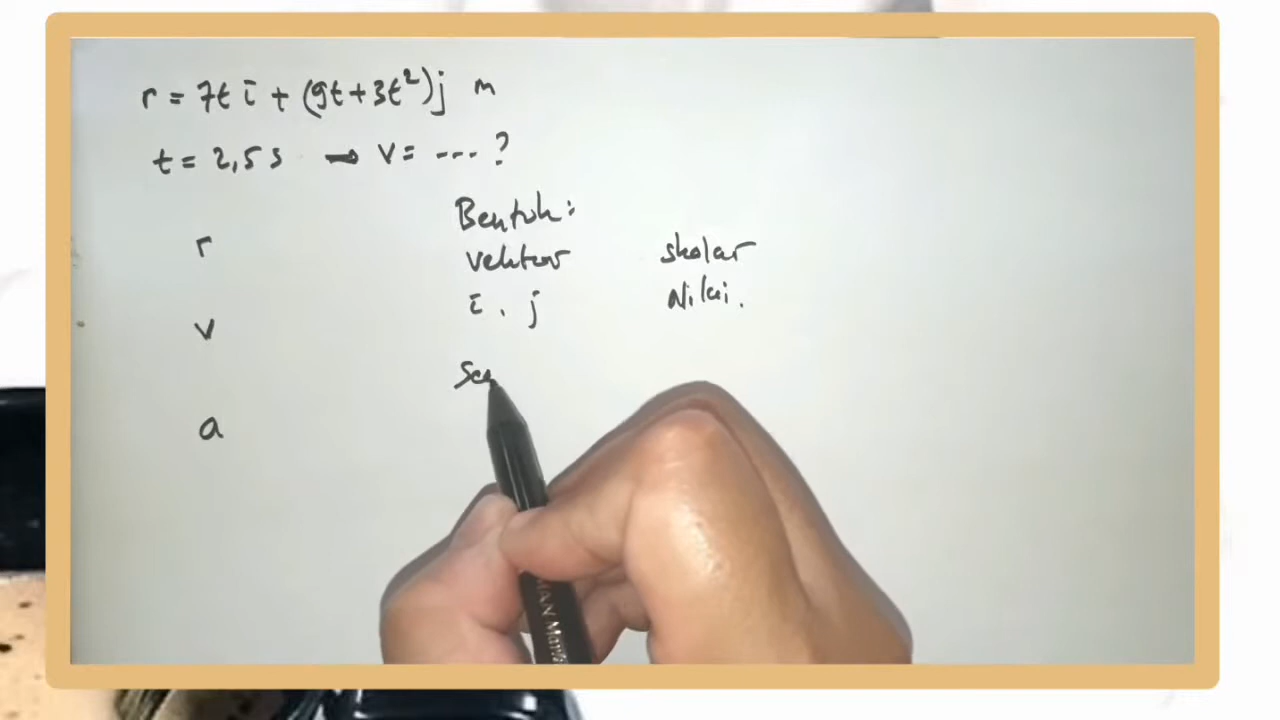 r = 7t i + (9t + 3t²)j m
t = 2,5 s → v = ---- ?
Bentuk:
r vektor skalar
i , j Nilai.
v
a